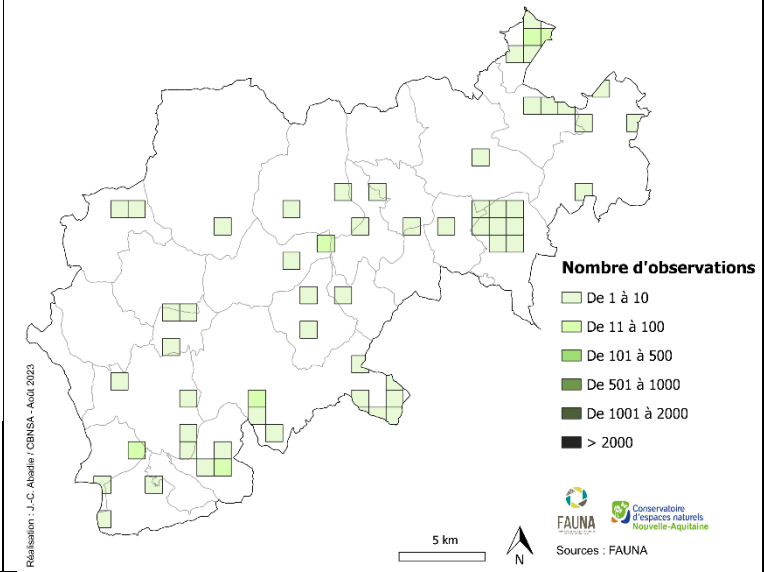 Nombre d'observations
De 1 à 10
De 11 à 100
De 101 à 500
De 501 à 1000
De 1001 à 2000
> 2000
Réalisation : J.-C. Abadie / CBNSA - Août 2023
5 km
N
FAUNA
Conservatoire
d'espaces naturels
Nouvelle-Aquitaine
Sources : FAUNA